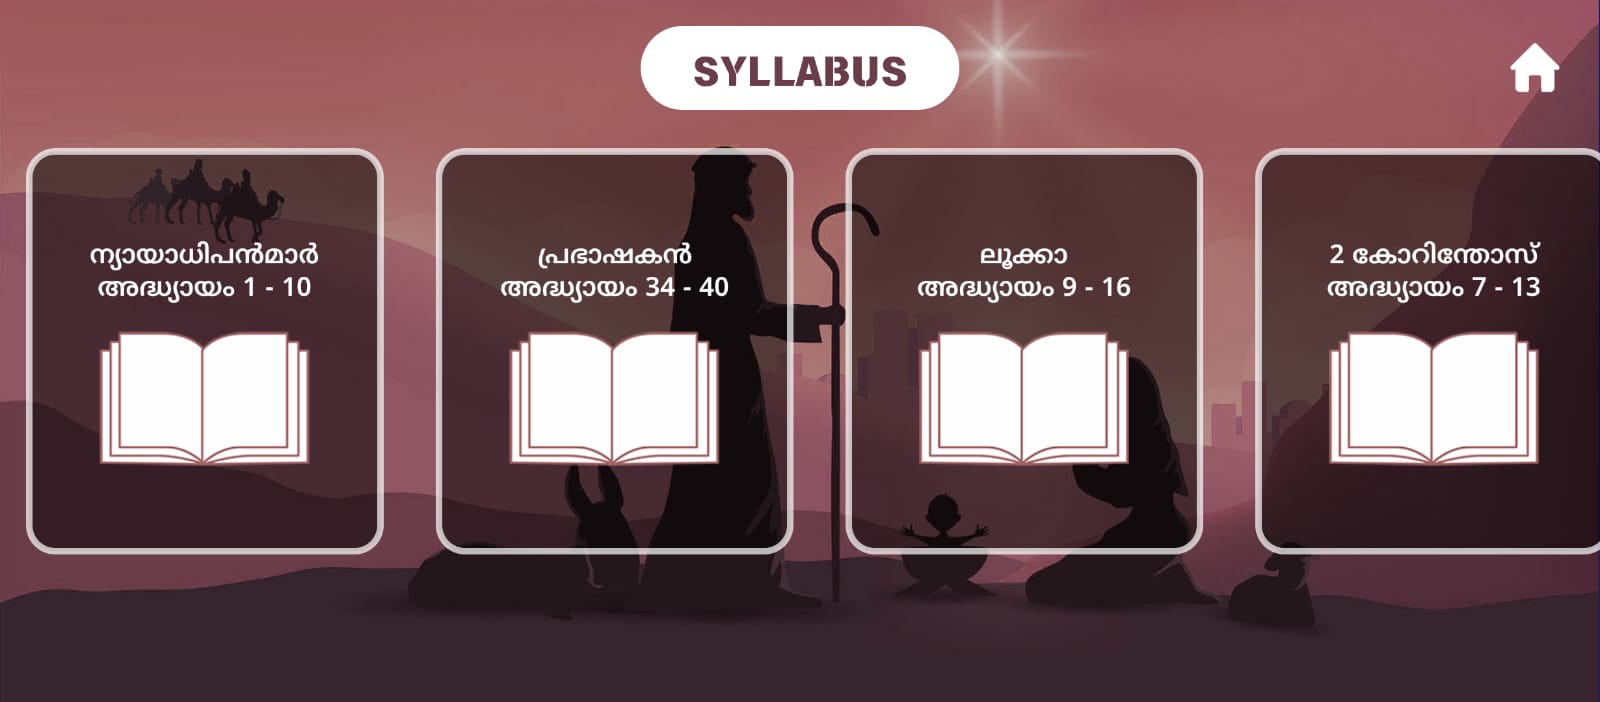 SYLLABUS
ന്യായാധിപൻമാർ
അദ്ധ്യായം 1 - 10
പ്രഭാഷകൻ
അദ്ധ്യായം 34 - 40
ലൂക്കാ
അദ്ധ്യായം 9 - 16
2 കോറിന്തോസ്
അദ്ധ്യായം 7 - 13